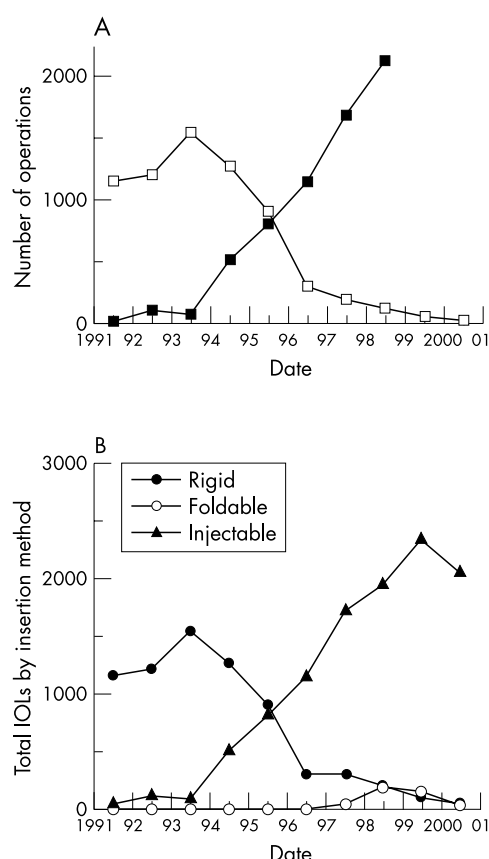 A
2000
1000
0
Number of operations
1991 92 93 94 95 96 97 98 99 2000 01
Date
B
3000
2000
1000
0
Total IOLs by insertion method
Rigid
Foldable
Injectable
1991 92 93 94 95 96 97 98 99 2000 01
Date